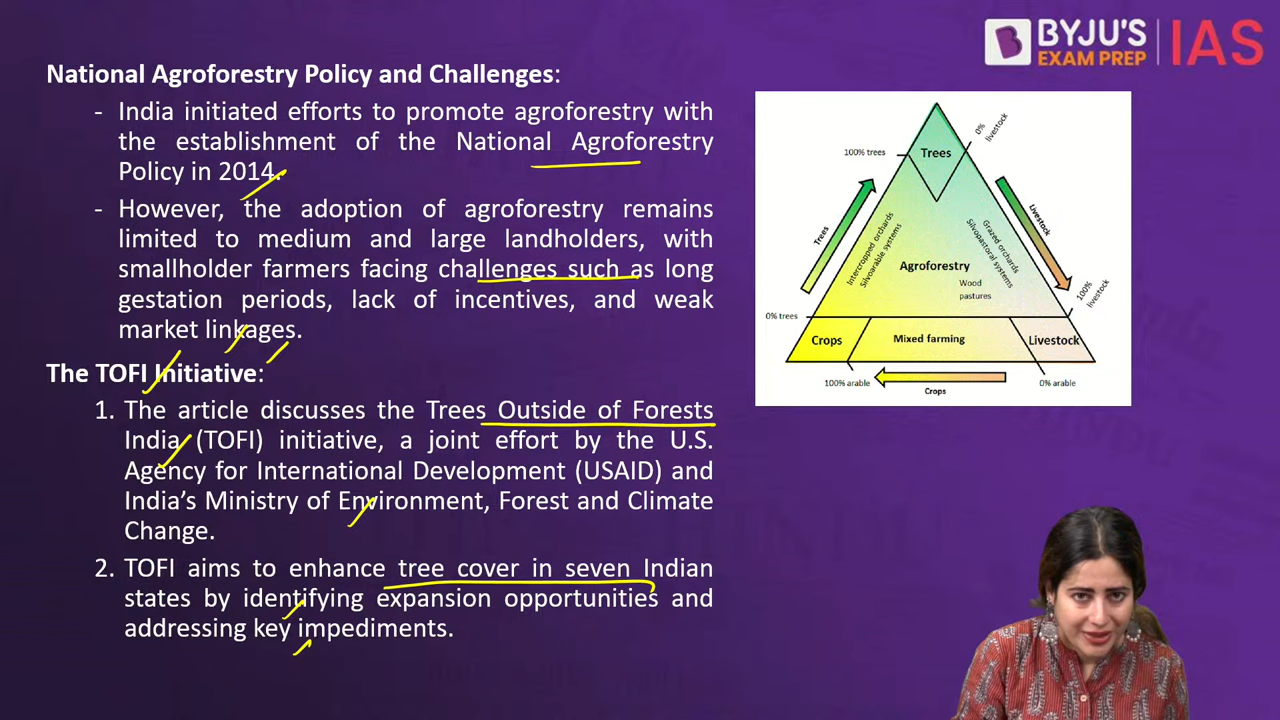 BYJU'S
EXAM PREP
IAS
National Agroforestry Policy and Challenges:
- India initiated efforts to promote agroforestry with
the establishment of the National Agroforestry
Policy in 2014.
- However, the adoption of agroforestry remains
limited to medium and large landholders, with
smallholder farmers facing challenges such as long
gestation periods, lack of incentives, and weak
market linkages.
The TOFI Initiative:
1. The article discusses the Trees Outside of Forests
India (TOFI) initiative, a joint effort by the U.S.
Agency for International Development (USAID) and
India's Ministry of Environment, Forest and Climate
Change.
2. TOFI aims to enhance tree cover in seven Indian
states by identifying expansion opportunities and
addressing key impediments.
0%
livestock
100% trees
Trees
Trees
Livestock
Intercropped orchards
Silvoarable systems
Grazed orchards
Silvopastoral systems
Agroforestry
Wood
pastures
100%
livestock
0% trees
Crops
Mixed farming
Livestock
100% arable
0% arable
Crops